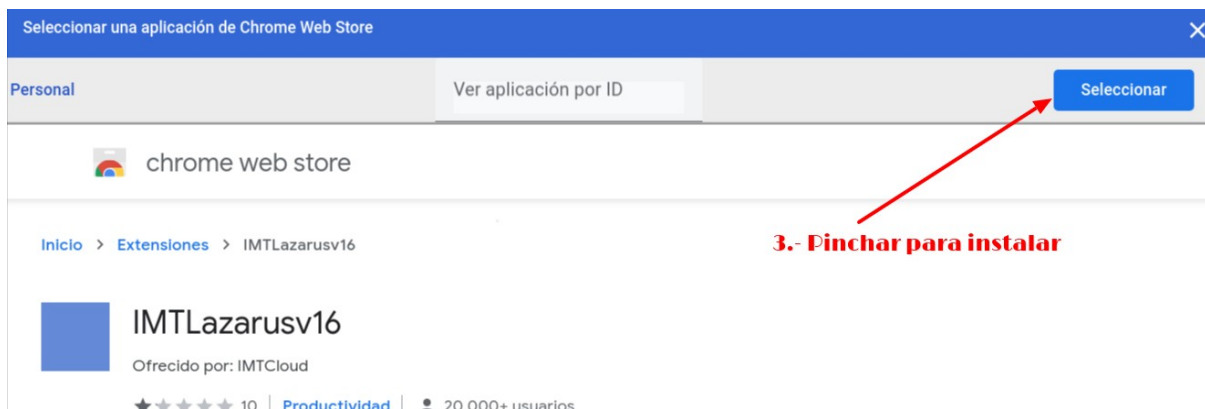 Seleccionar una aplicación de Chrome Web Store
Personal
Ver aplicación por ID
Seleccionar
chrome web store
3.- Pinchar para instalar
Inicio > Extensiones > IMTLazarusv16
IMTLazarusv16
Ofrecido por: IMTCloud
10 | Productividad | 20.000+ usuarios